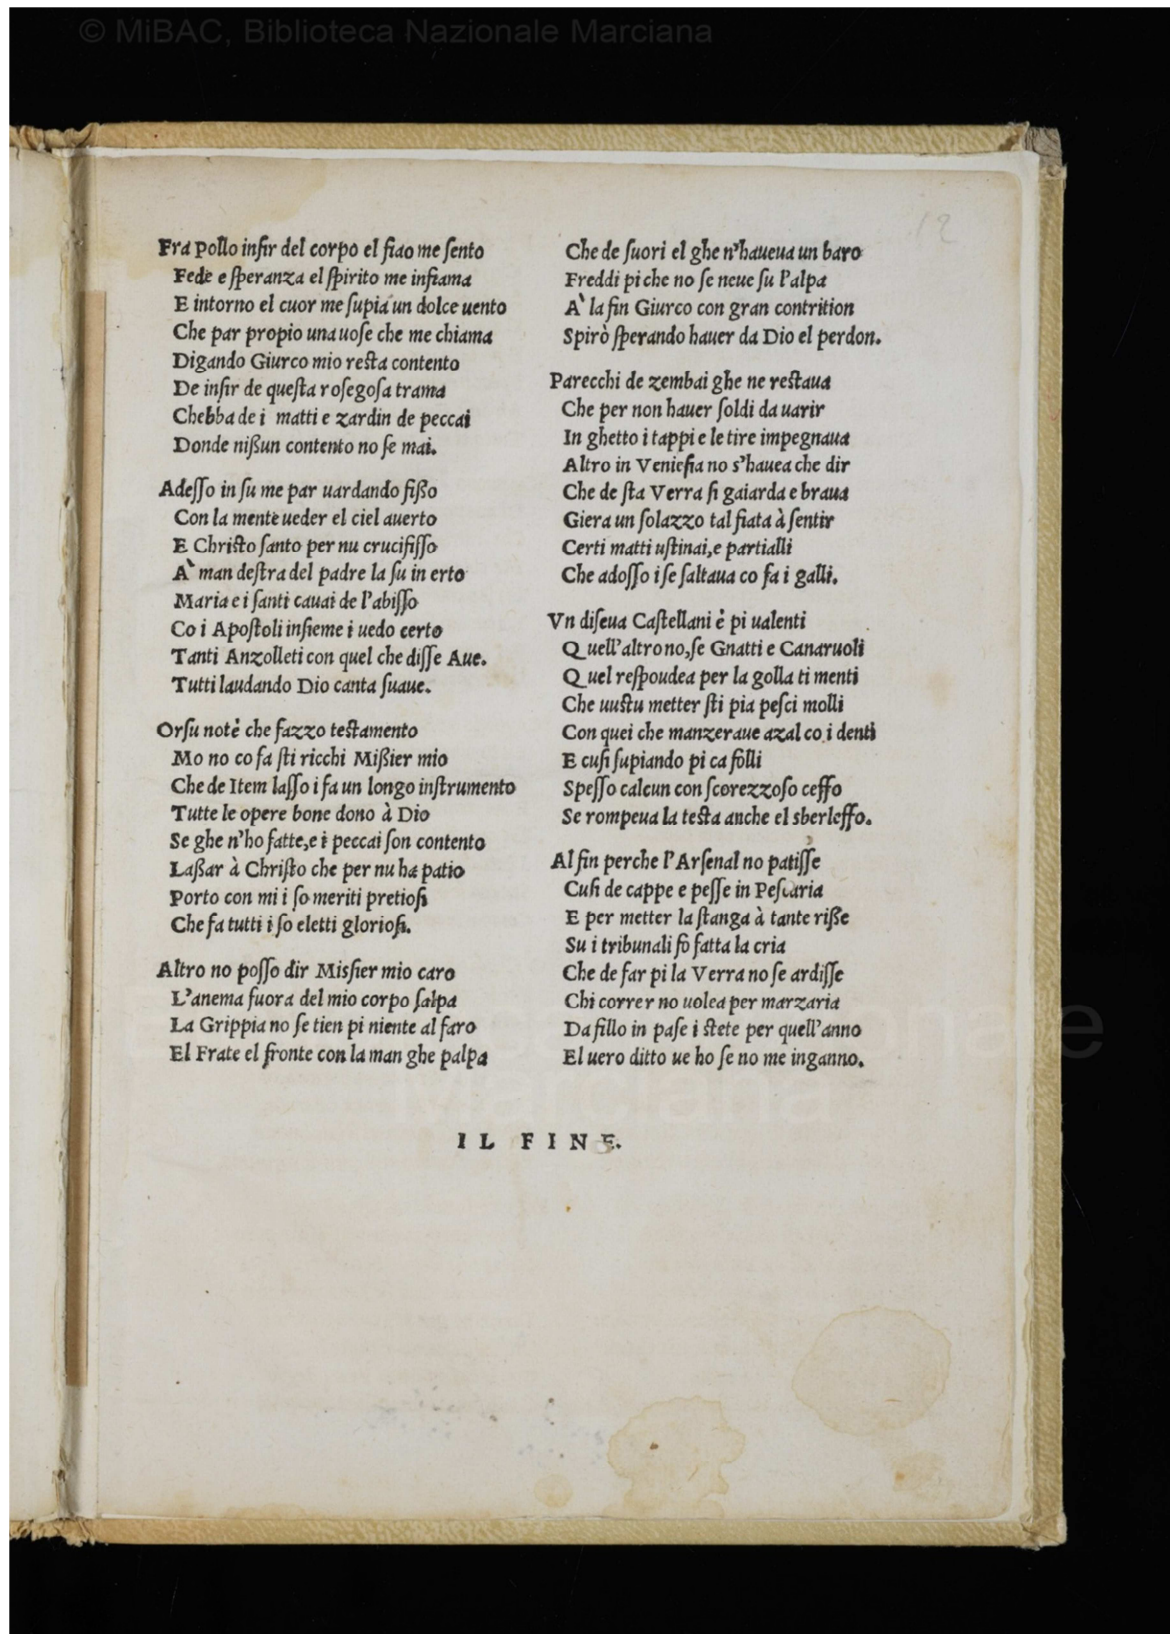 © MiBAC, Biblioteca Nazionale Marciana
12
Fra Pollo inſir del corpo el fiao me ſento
Fede e ſperanza el ſpirito me infiama
E intorno el cuor me ſupia un dolce uento
Che par propio una uoſe che me chiama
Digando Giurco mio reſta contento
De inſir de queſta roſegoſa trama
Chebba de i matti e zardin de peccai
Donde nißun contento no ſe mai.
Adeſſo in ſu me par uardando fißo
Con la mente ueder el ciel auerto
E Chriſto ſanto per nu crucifiſſo
A' man deſtra del padre la ſu in erto
Maria e i ſanti cauai de l'abiſſo
Co i Apoſtoli inſieme i uedo certo
Tanti Anzolleti con quel che diſſe Aue.
Tutti laudando Dio canta ſuaue.
Orſu notè che fazzo teſtamento
Mo no co fa ſti ricchi Mißier mio
Che de Item laſſo i fa un longo inſtrumento
Tutte le opere bone dono à Dio
Se ghe n'ho fatte,e i peccai ſon contento
Laßar à Chriſto che per nu ha patio
Porto con mi i ſo meriti pretioſi
Che fa tutti i ſo eletti glorioſi.
Altro no poſſo dir Misſier mio caro
L'anema fuora del mio corpo ſalpa
La Grippia no ſe tien pi niente al faro
El Frate el fronte con la man ghe palpa
Che de fuori el ghe n'haueua un baro
Freddi pi che no ſe neue ſu l'alpa
A' la fin Giurco con gran contrition
Spirò ſperando hauer da Dio el perdon.
Parecchi de zembai ghe ne reſtaua
Che per non hauer ſoldi da uarir
In ghetto i tappi e le tire impegnaua
Altro in Venieſia no s'hauea che dir
Che de ſta Verra ſi gaiarda e braua
Giera un ſolazzo tal fiata à ſentir
Certi matti uſtinai,e partialli
Che adoſſo i ſe ſaltaua co fa i galli.
Vn diſeua Caſtellani è pi ualenti
Quell'altro no,ſe Gnatti e Canaruoli
Quel reſpoudea per la golla ti menti
Che uuſtu metter ſti pia peſci molli
Con quei che manzeraue azal co i denti
E cuſi ſupiando pi ca folli
Speſſo calcun con ſcorezzoſo ceffo
Se rompeua la teſta anche el sberleffo.
Al fin perche l'Arſenal no patiſſe
Cuſi de cappe e peſſe in Peſcaria
E per metter la ſtanga à tante riße
Su i tribunali fò fatta la cria
Che de far pi la Verra no ſe ardiſſe
Chi correr no uolea per marzaria
Da fillo in paſe i ſtete per quell'anno
El uero ditto ue ho ſe no me inganno.
IL FINE.
Marciana